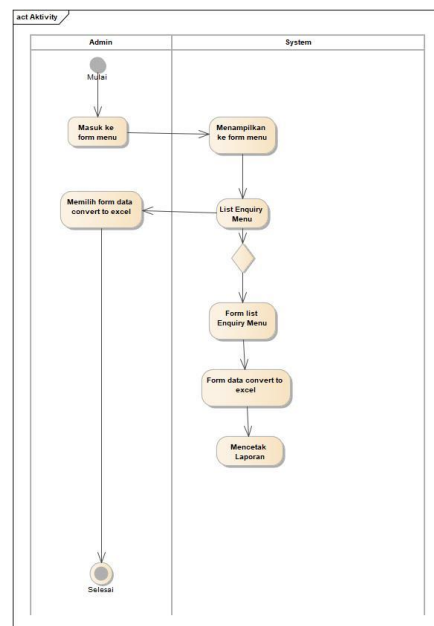 act Aktivity
Admin
System
Mulai
Masuk ke
form menu
Menampilkan
ke form menu
Memilih form data
convert to excel
List Enquiry
Menu
Form list
Enquiry Menu
Form data convert to
excel
Mencetak
Laporan
Selesai